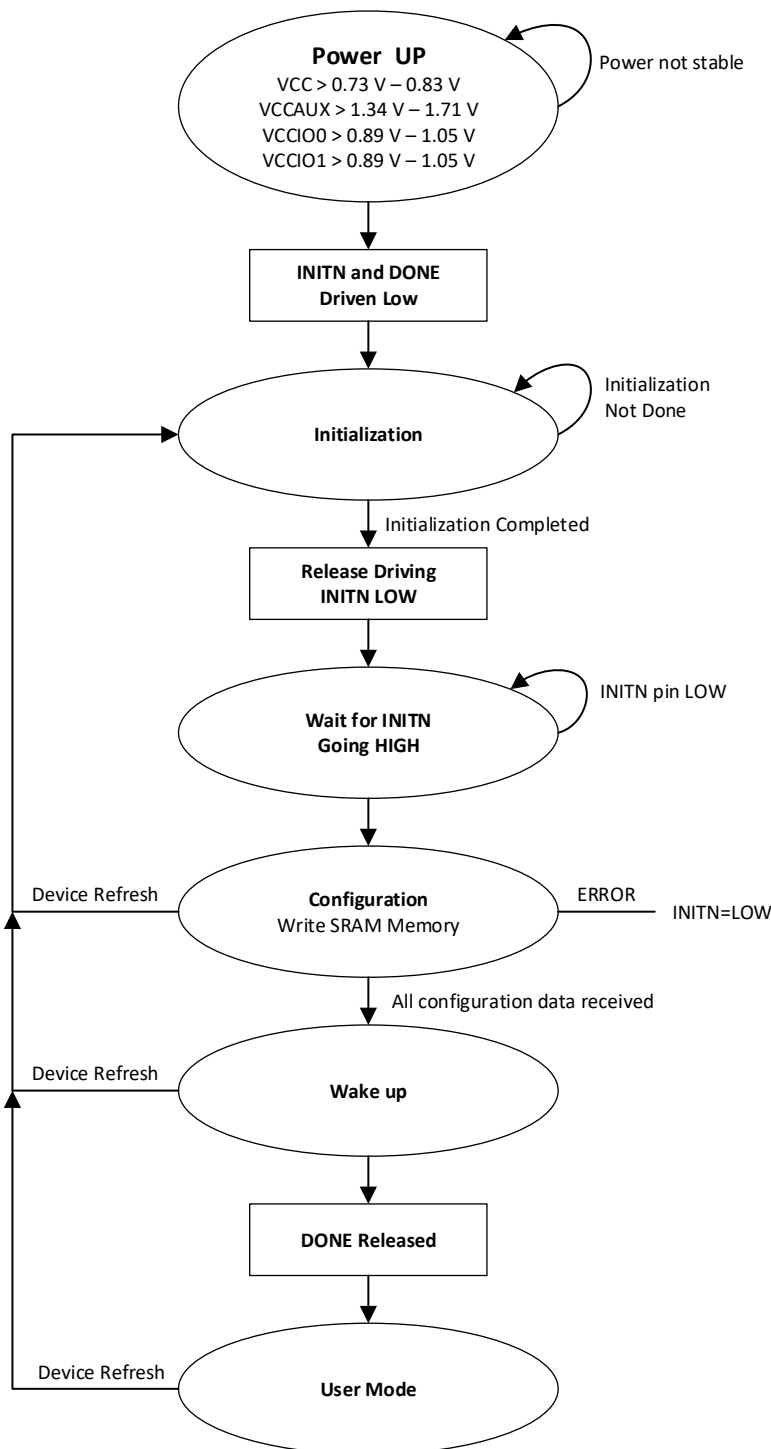 Power  UP
VCC > 0.73 V – 0.83 V
VCCAUX > 1.34 V – 1.71 V
VCCIO0 > 0.89 V – 1.05 V
VCCIO1 > 0.89 V – 1.05 V
Power not stable
INITN and DONE
Driven Low
Initialization
Initialization
Not Done
Initialization Completed
Release Driving
INITN LOW
Wait for INITN
Going HIGH
INITN pin LOW
Device Refresh
Configuration
Write SRAM Memory
ERROR
INITN=LOW
All configuration data received
Device Refresh
Wake up
DONE Released
Device Refresh
User Mode